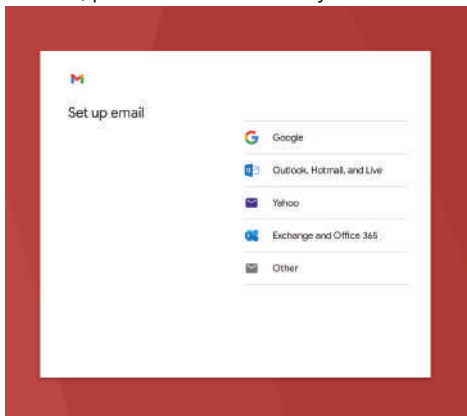 Set up email
Google
Outlook, Hotmail, and Live
Yahoo
Exchange and Office 365
Other